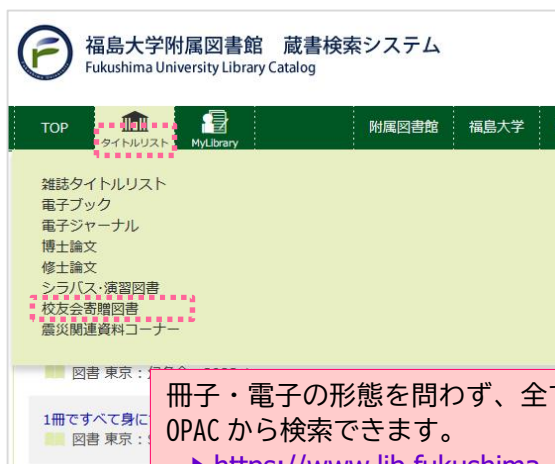 福島大学附属図書館 蔵書検索システム
Fukushima University Library Catalog
TOP タイトルリスト MyLibrary 附属図書館 福島大学
雑誌タイトルリスト
電子ブック
電子ジャーナル
博士論文
修士論文
シラバス・演習図書
校友会寄贈図書
震災関連資料コーナー
図書 東京：
1冊ですべて身に
図書 東京：
冊子・電子の形態を問わず、全て
OPAC から検索できます。
https://www.lib.fukushima